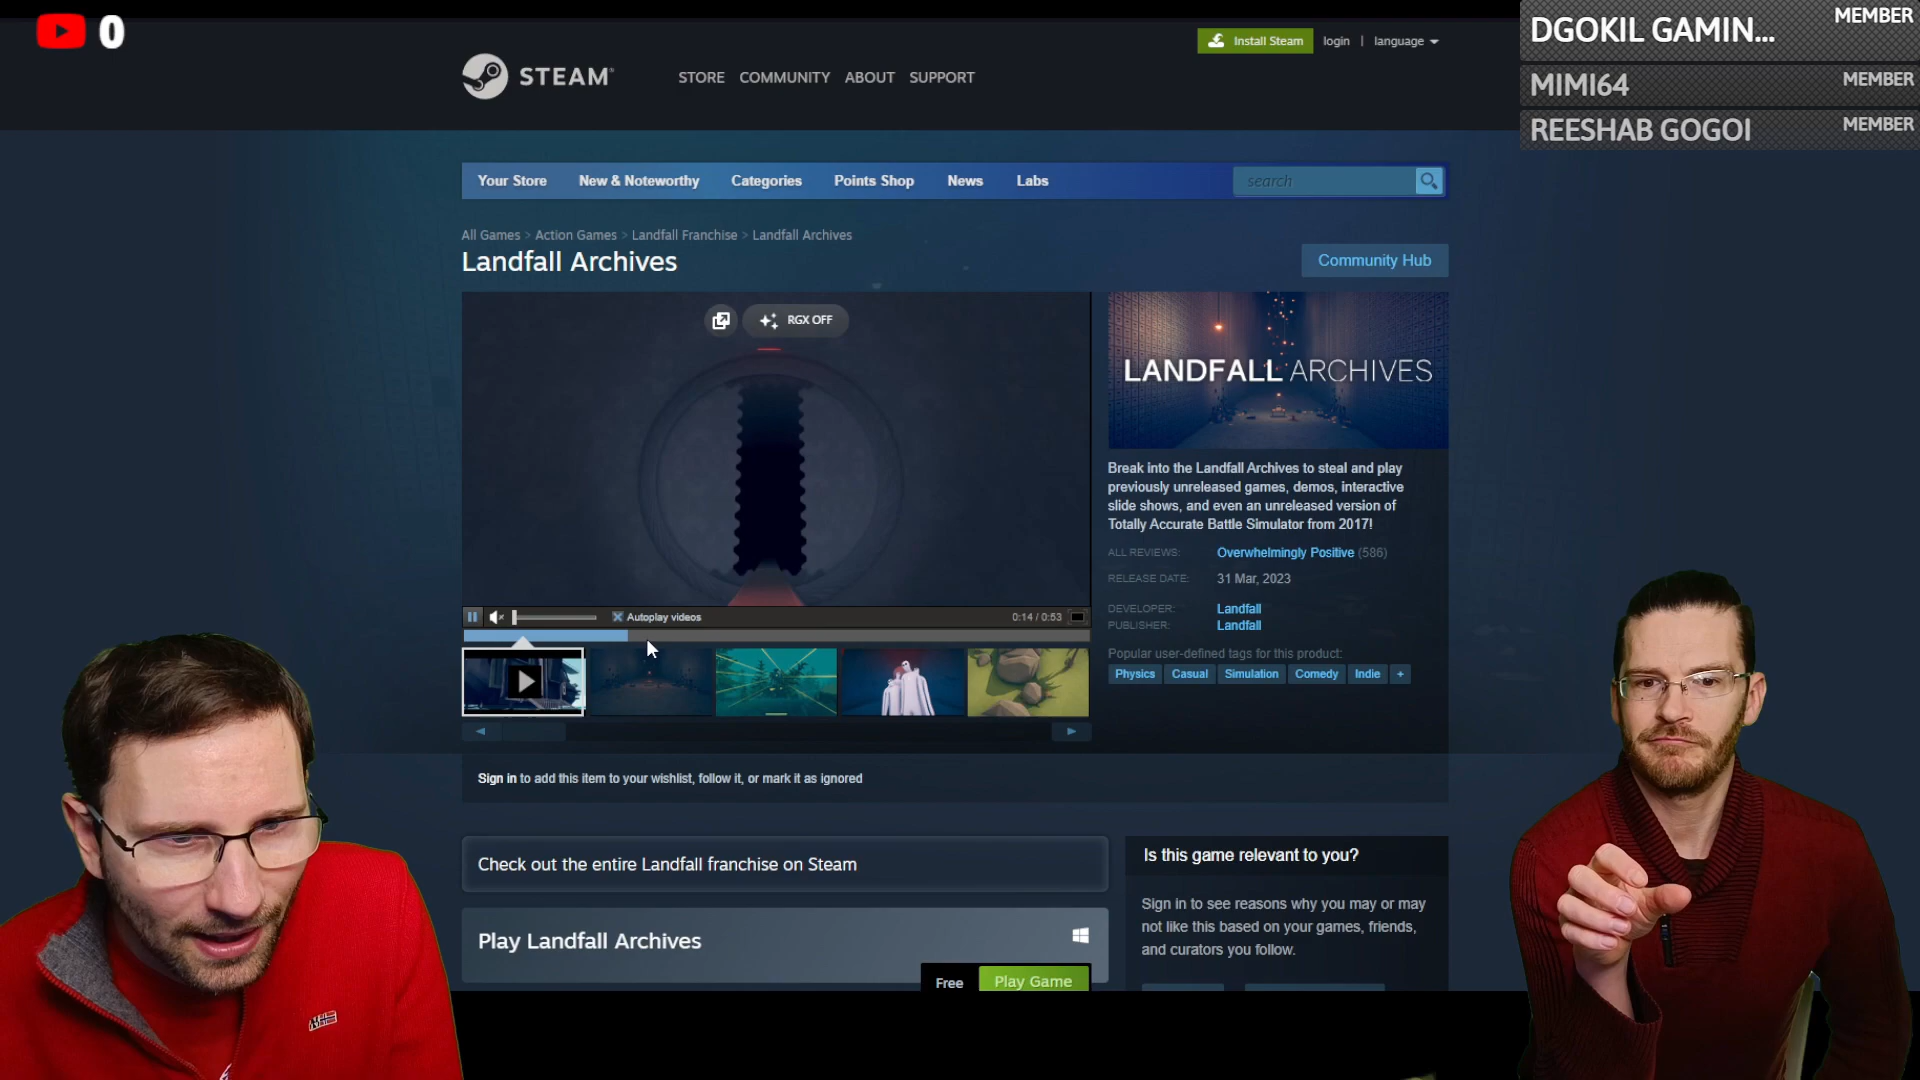 0
Install Steam
login | language
DGOKIL GAMIN... MEMBER
MIMI64 MEMBER
REESHAB GOGOI MEMBER
STEAM
STORE COMMUNITY ABOUT SUPPORT
Your Store New & Noteworthy Categories Points Shop News Labs search
All Games > Action Games > Landfall Franchise > Landfall Archives
Landfall Archives
Community Hub
RGX OFF
LANDFALL ARCHIVES
Break into the Landfall Archives to steal and play
previously unreleased games, demos, interactive
slide shows, and even an unreleased version of
Totally Accurate Battle Simulator from 2017!
ALL REVIEWS: Overwhelmingly Positive (586)
RELEASE DATE: 31 Mar, 2023
DEVELOPER: Landfall
PUBLISHER: Landfall
Popular user-defined tags for this product:
Physics Casual Simulation Comedy Indie +
Autoplay videos 0:14 / 0:53
Sign in to add this item to your wishlist, follow it, or mark it as ignored
Check out the entire Landfall franchise on Steam
Play Landfall Archives
Free Play Game
Is this game relevant to you?
Sign in to see reasons why you may or may
not like this based on your games, friends,
and curators you follow.